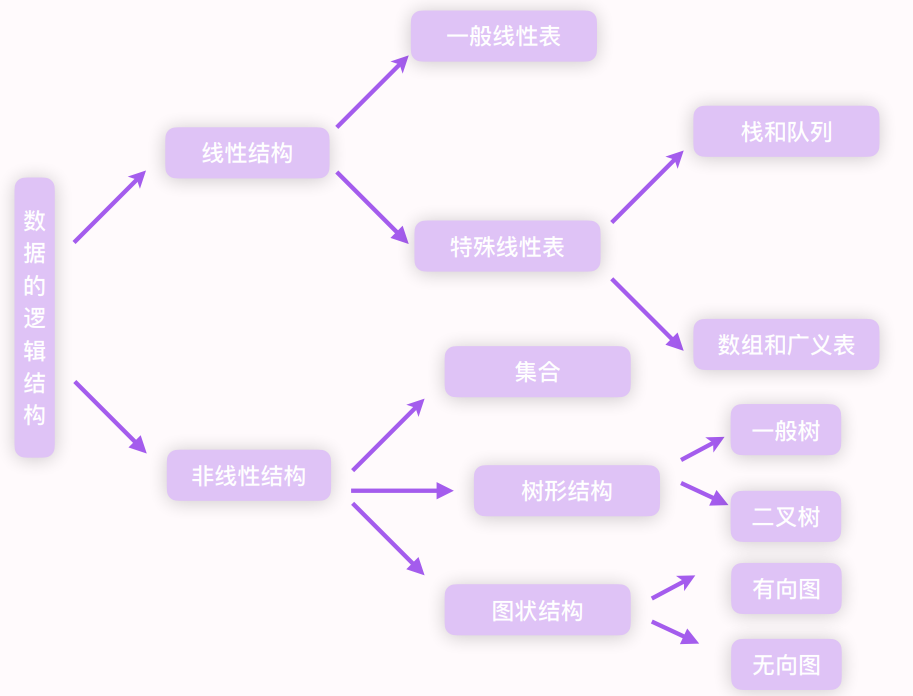 数据的逻辑结构
线性结构
一般线性表
特殊线性表
栈和队列
数组和广义表
非线性结构
集合
树形结构
一般树
二叉树
图状结构
有向图
无向图